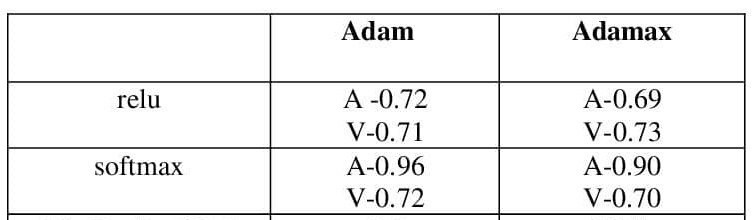 Adam Adamax
relu A -0.72 A-0.69
V-0.71 V-0.73
softmax A-0.96 A-0.90
V-0.72 V-0.70